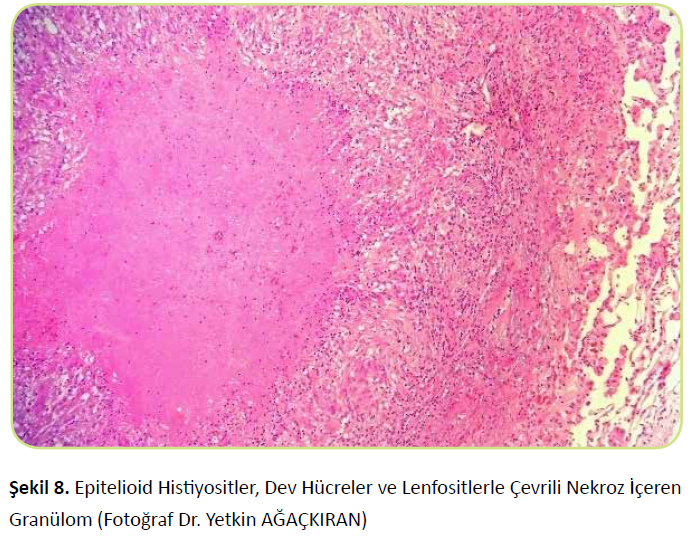 Şekil 8. Epitelioid Histiyositler, Dev Hücreler ve Lenfositlerle Çevrili Nekroz İçeren
Granülom (Fotoğraf Dr. Yetkin AĞAÇKIRAN)